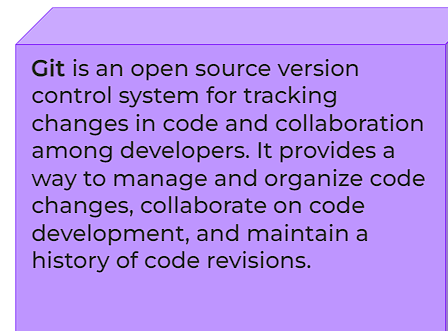 Git is an open source version
control system for tracking
changes in code and collaboration
among developers. It provides a
way to manage and organize code
changes, collaborate on code
development, and maintain a
history of code revisions.